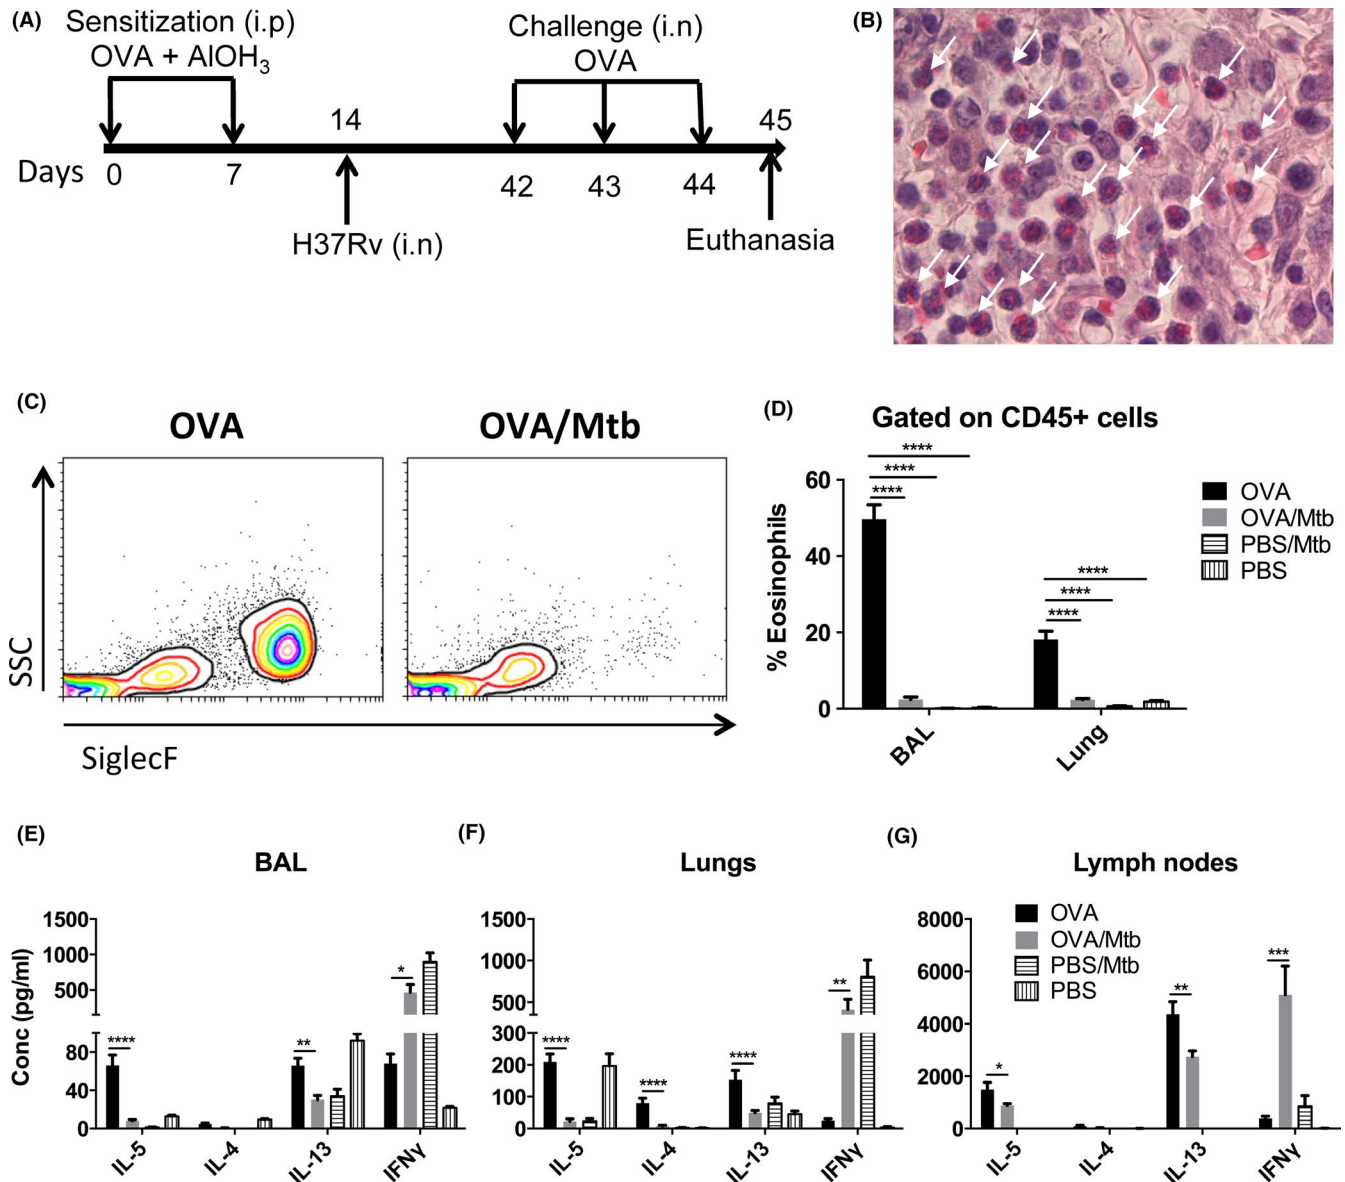 (A)
Sensitization (i.p)
OVA + AlOH3
Challenge (i.n)
OVA
14
45
Days
0
7
42
43
44
H37Rv (i.n)
Euthanasia
(B)
(C)
OVA
OVA/Mtb
SSC
SiglecF
(D)
Gated on CD45+ cells
% Eosinophils
60
40
20
0
****
****
****
****
****
****
BAL
Lung
OVA
OVA/Mtb
PBS/Mtb
PBS
(E)
BAL
Conc (pg/ml)
1500
1000
500
80
40
0
****
**
*
IL-5
IL-4
IL-13
IFNγ
(F)
Lungs
1500
1000
500
300
200
100
0
****
****
****
**
IL-5
IL-4
IL-13
IFNγ
(G)
Lymph nodes
OVA
OVA/Mtb
PBS/Mtb
PBS
8000
6000
4000
2000
0
*
**
***
IL-5
IL-4
IL-13
IFNγ